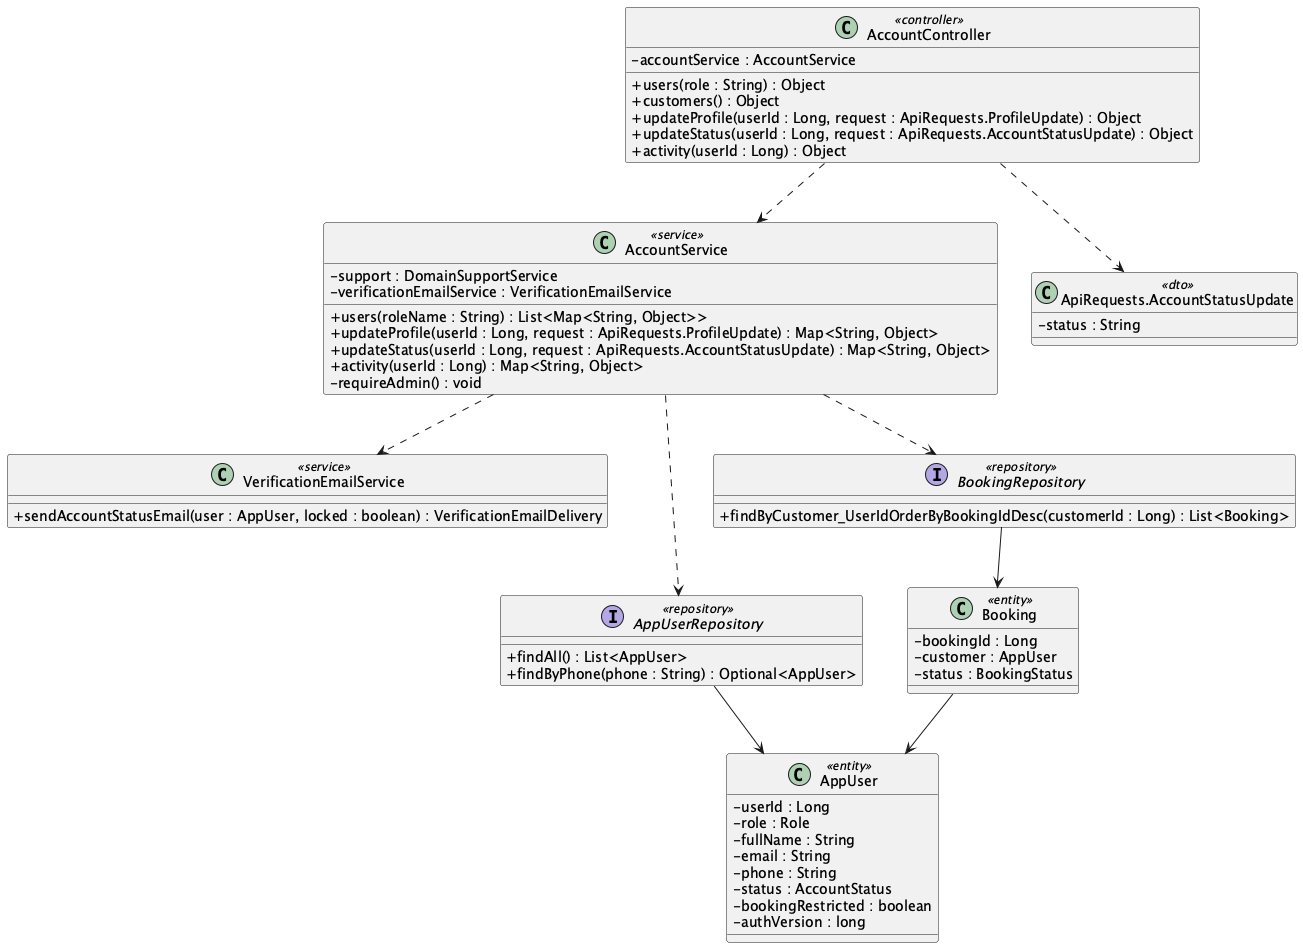 C
«controller»
AccountController
-accountService : AccountService
+users(role : String) : Object
+customers() : Object
+updateProfile(userId : Long, request : ApiRequests.ProfileUpdate) : Object
+updateStatus(userId : Long, request : ApiRequests.AccountStatusUpdate) : Object
+activity(userId : Long) : Object
C
«service»
AccountService
-support : DomainSupportService
-verificationEmailService : VerificationEmailService
+users(roleName : String) : List<Map<String, Object>>
+updateProfile(userId : Long, request : ApiRequests.ProfileUpdate) : Map<String, Object>
+updateStatus(userId : Long, request : ApiRequests.AccountStatusUpdate) : Map<String, Object>
+activity(userId : Long) : Map<String, Object>
-requireAdmin() : void
C
«dto»
ApiRequests.AccountStatusUpdate
-status : String
C
«service»
VerificationEmailService
+sendAccountStatusEmail(user : AppUser, locked : boolean) : VerificationEmailDelivery
I
«repository»
BookingRepository
+findByCustomer_UserIdOrderByBookingIdDesc(customerId : Long) : List<Booking>
I
«repository»
AppUserRepository
+findAll() : List<AppUser>
+findByPhone(phone : String) : Optional<AppUser>
C
«entity»
Booking
-bookingId : Long
-customer : AppUser
-status : BookingStatus
C
«entity»
AppUser
-userId : Long
-role : Role
-fullName : String
-email : String
-phone : String
-status : AccountStatus
-bookingRestricted : boolean
-authVersion : long